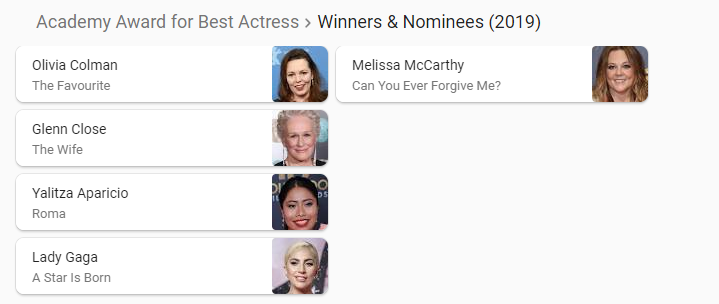 Academy Award for Best Actress › Winners & Nominees (2019)
Olivia Colman
The Favourite
Melissa McCarthy
Can You Ever Forgive Me?
Glenn Close
The Wife
Yalitza Aparicio
Roma
Lady Gaga
A Star Is Born